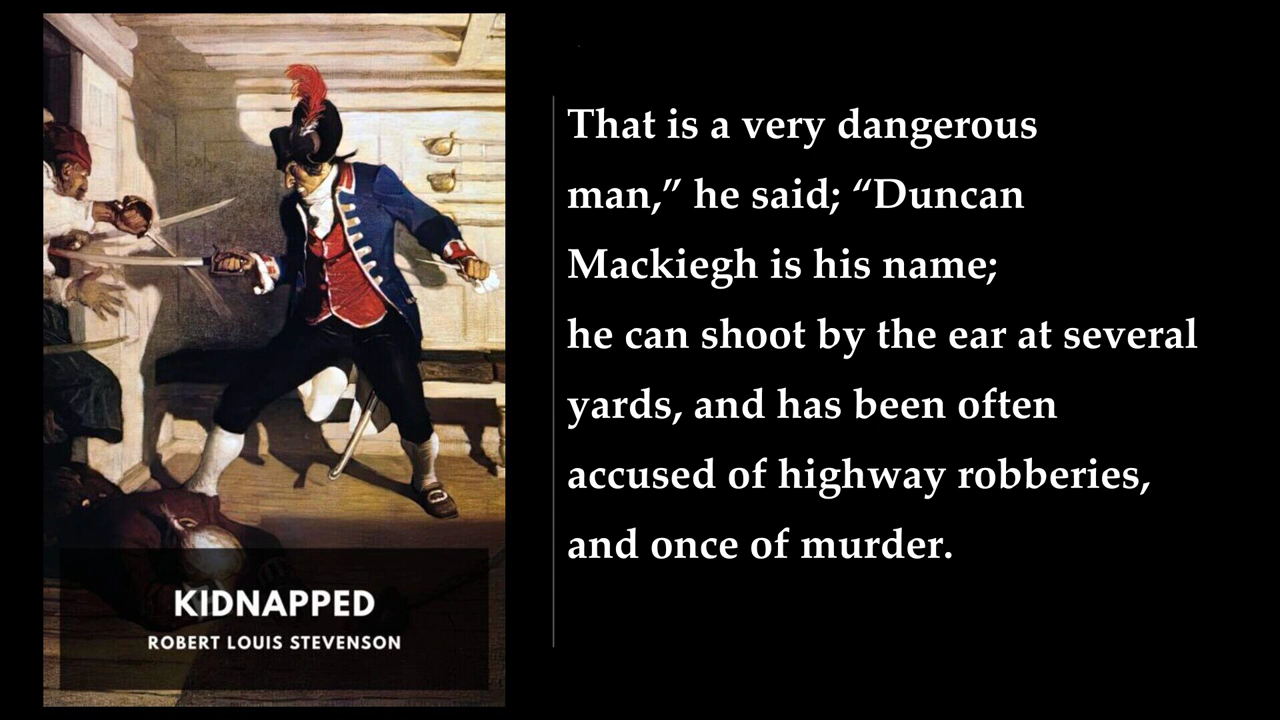 KIDNAPPED
ROBERT LOUIS STEVENSON
That is a very dangerous
man,” he said; “Duncan
Mackiegh is his name;
he can shoot by the ear at several
yards, and has been often
accused of highway robberies,
and once of murder.